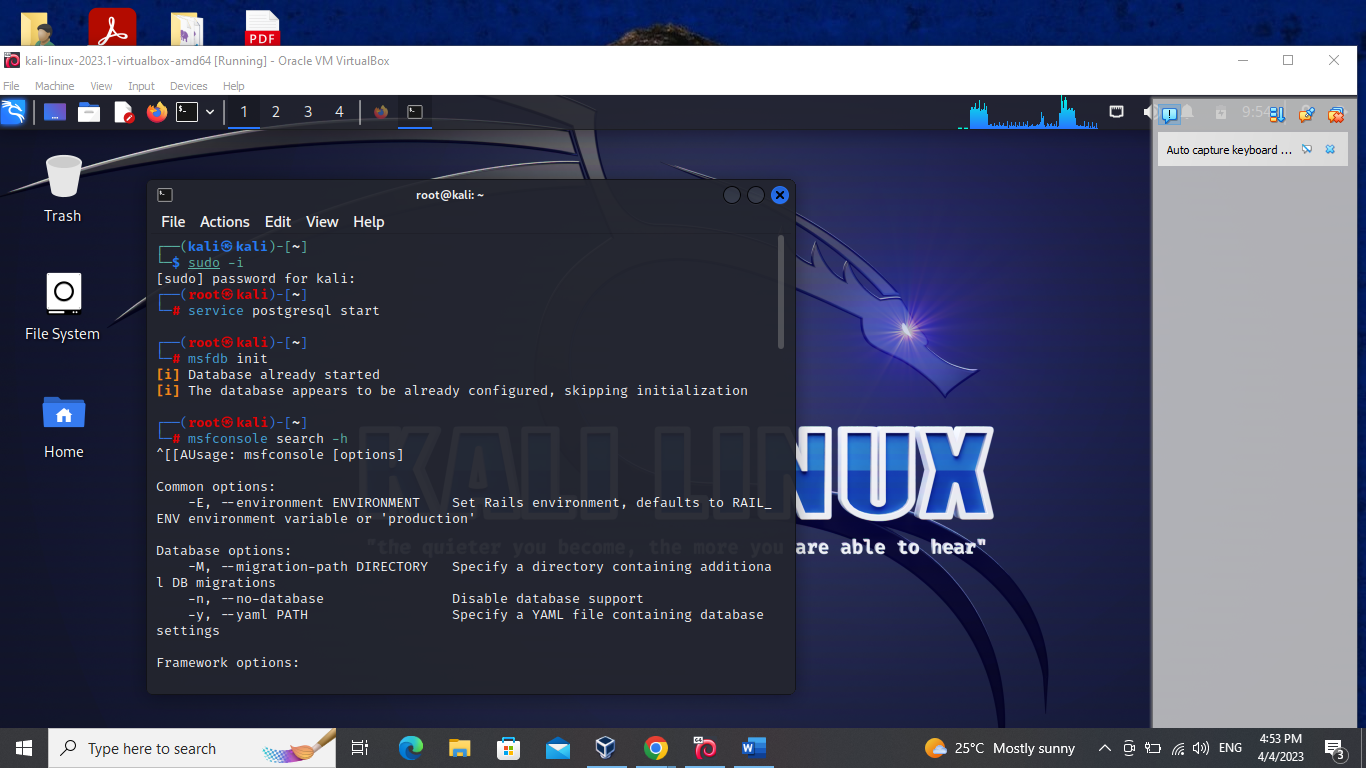 PDF
kali-linux-2023.1-virtualbox-amd64 [Running] - Oracle VM VirtualBox
File Machine View Input Devices Help
1 2 3 4
Auto capture keyboard ...
Trash
File System
Home
root@kali: ~
File Actions Edit View Help
┌──(kali㉿kali)-[~]
└─$ sudo -i
[sudo] password for kali:
┌──(root㉿kali)-[~]
└─# service postgresql start
┌──(root㉿kali)-[~]
└─# msfdb init
[i] Database already started
[i] The database appears to be already configured, skipping initialization
┌──(root㉿kali)-[~]
└─# msfconsole search -h
^[[AUsage: msfconsole [options]
Common options:
-E, --environment ENVIRONMENT Set Rails environment, defaults to RAIL_
ENV environment variable or 'production'
Database options:
-M, --migration-path DIRECTORY Specify a directory containing additiona
l DB migrations
-n, --no-database Disable database support
-y, --yaml PATH Specify a YAML file containing database
settings
Framework options:
KALI LINUX
"the quieter you become, the more you are able to hear"
Type here to search
25°C Mostly sunny
ENG
4:53 PM
4/4/2023
3